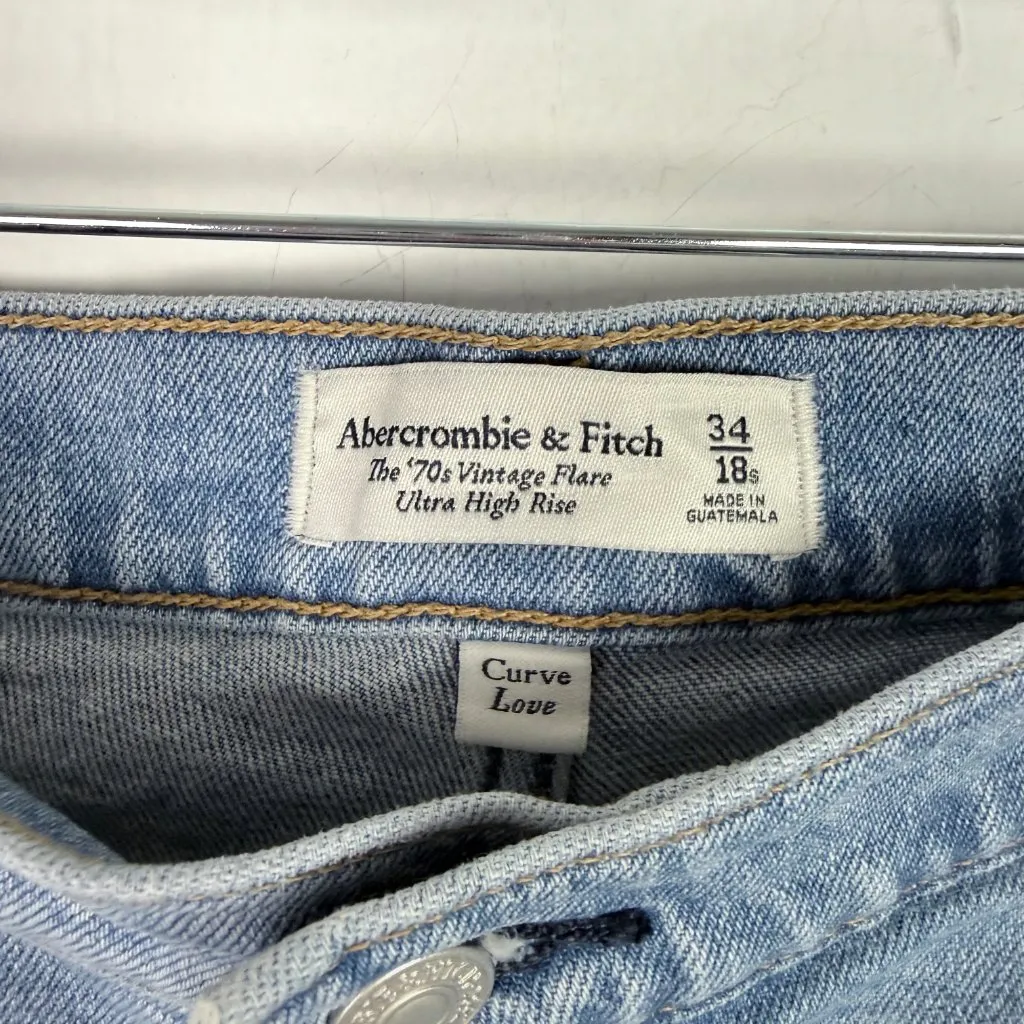 Abercrombie & Fitch
The '70s Vintage Flare
Ultra High Rise
34
18s
MADE IN
GUATEMALA
Curve
Love